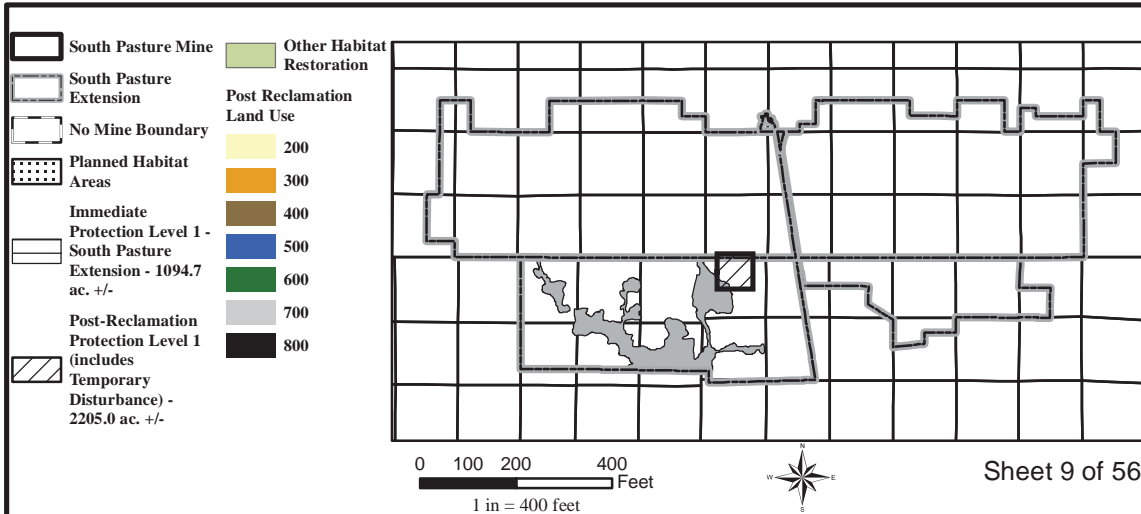 South Pasture Mine
South Pasture
Extension
No Mine Boundary
Planned Habitat
Areas
Immediate
Protection Level 1 -
South Pasture
Extension - 1094.7
ac. +/-
Post-Reclamation
Protection Level 1
(includes
Temporary
Disturbance) -
2205.0 ac. +/-
Other Habitat
Restoration
Post Reclamation
Land Use
200
300
400
500
600
700
800
0 100 200 400
Feet
1 in = 400 feet
N
W E
S
Sheet 9 of 56